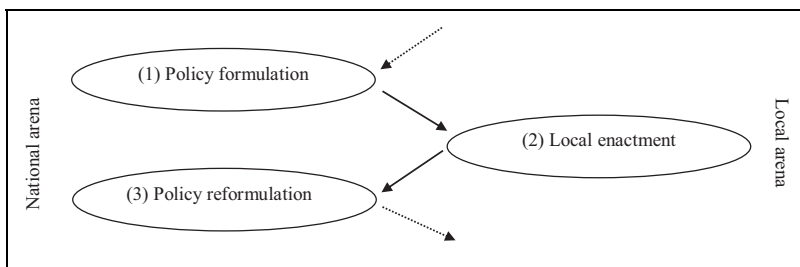 National arena
(1) Policy formulation
(2) Local enactment
(3) Policy reformulation
Local arena